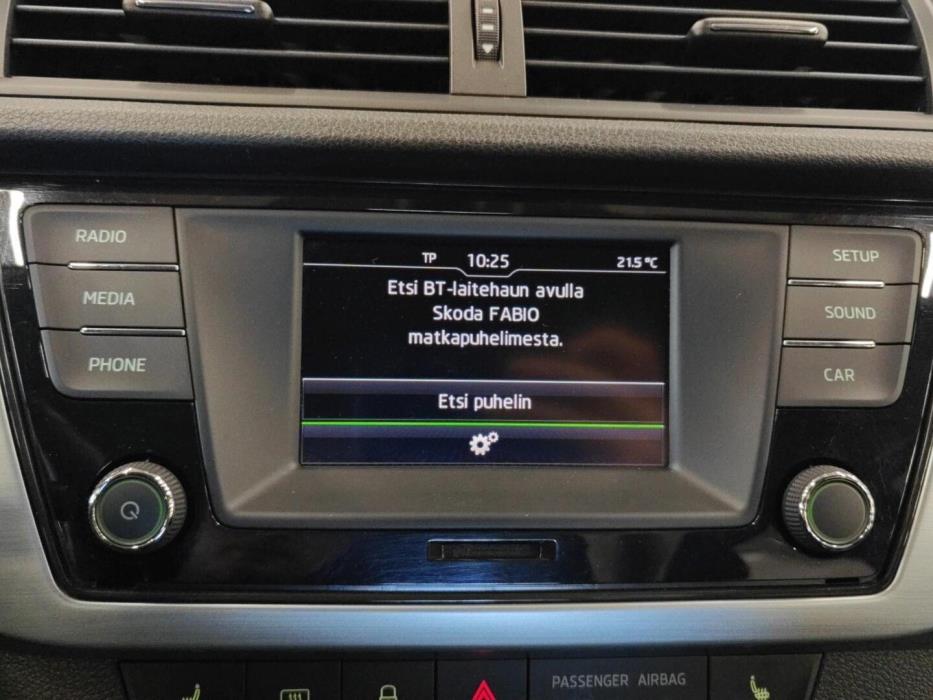 RADIO
MEDIA
PHONE
TP 10:25 21.5 °C
Etsi BT-laitehaun avulla
Skoda FABIO
matkapuhelimesta.
Etsi puhelin
SETUP
SOUND
CAR
PASSENGER AIRBAG